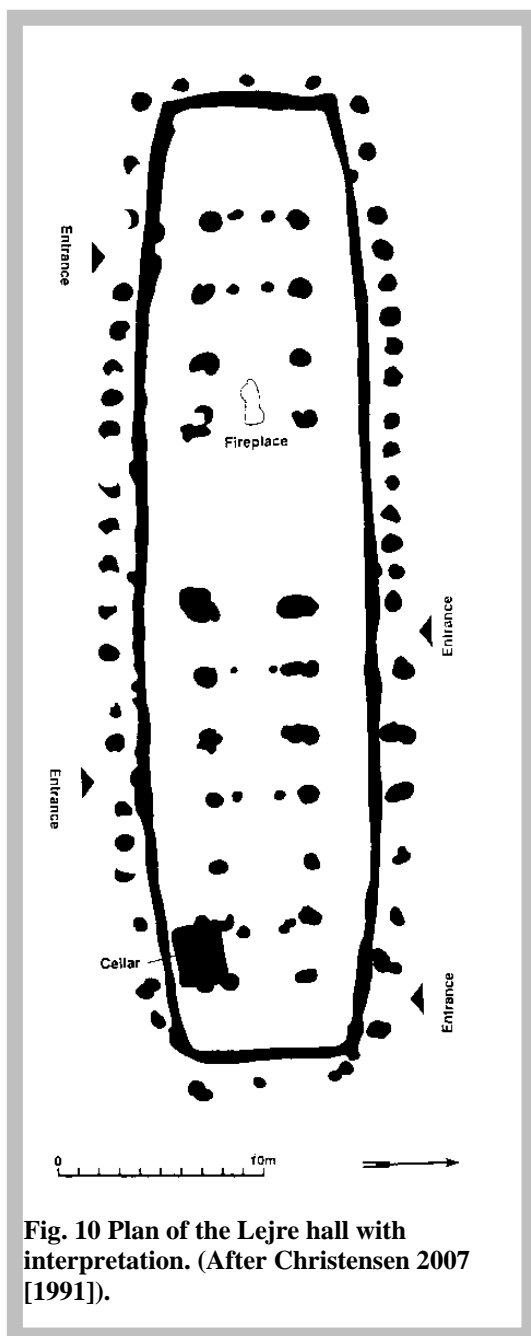 Entrance
Fireplace
Entrance
Entrance
Cellar
Entrance
0 10m
Fig. 10 Plan of the Lejre hall with
interpretation. (After Christensen 2007
[1991]).